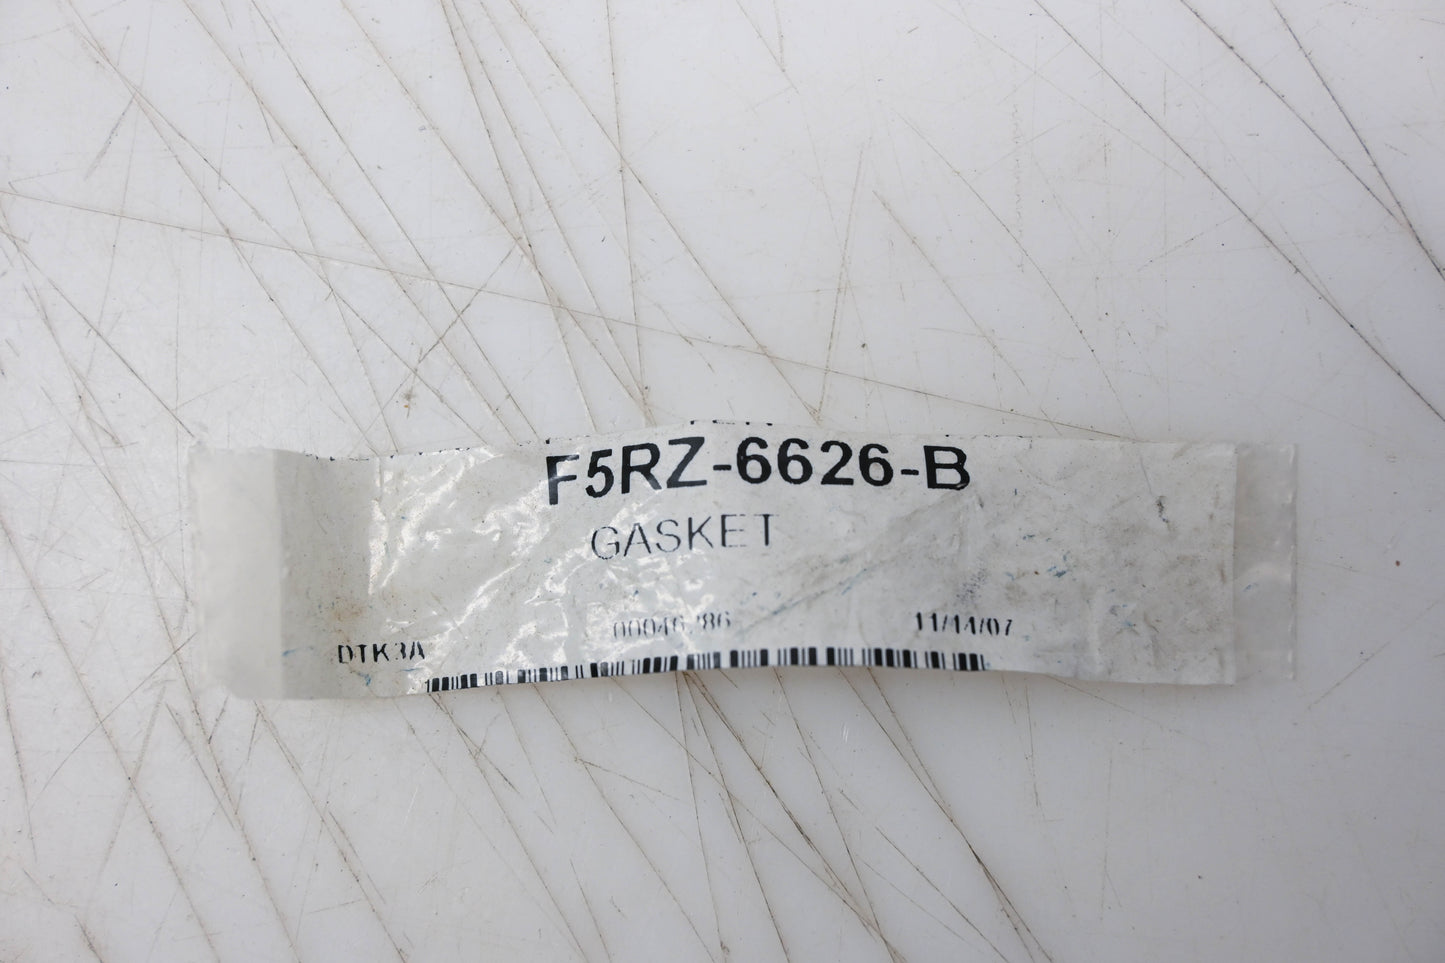 F5RZ-6626-B
GASKET
DTK3A 11/14/07